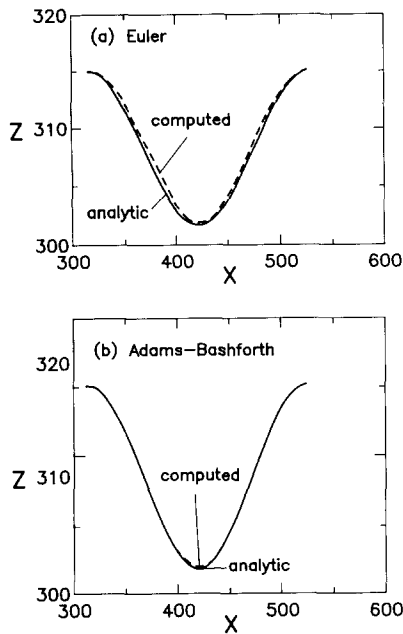 320
(a) Euler
computed
310
Z
analytic
300
300
400
500
600
X
(b) Adams-Bashforth
320
computed
310
Z
analytic
300
300
400
500
600
X